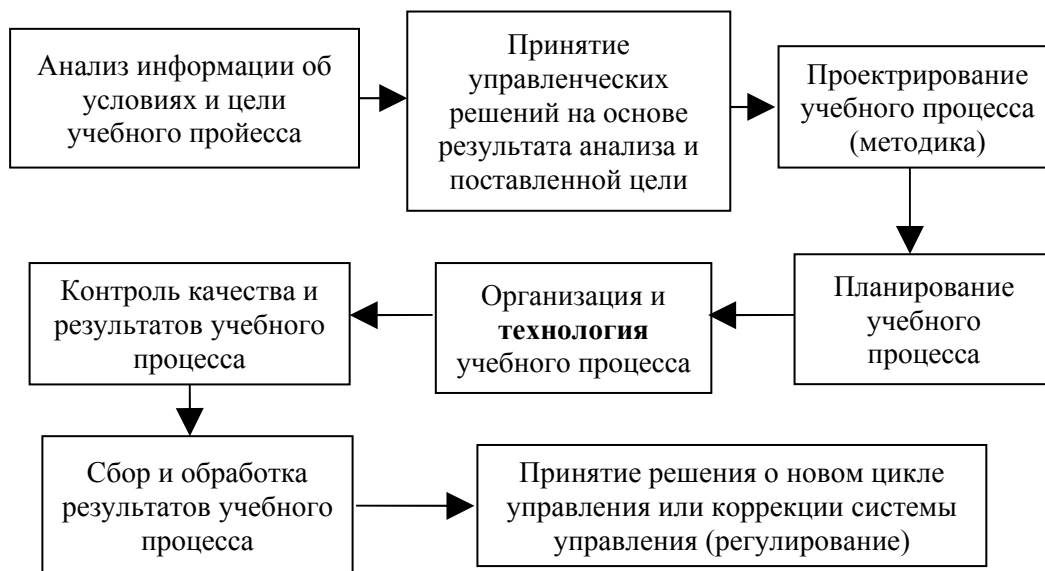 Анализ информации об
условиях и цели
учебного пройесса
Принятие
управленческих
решений на основе
результата анализа и
поставленной цели
Проектрирование
учебного процесса
(методика)
Планирование
учебного
процесса
Организация и
технология
учебного процесса
Контроль качества и
результатов учебного
процесса
Сбор и обработка
результатов учебного
процесса
Принятие решения о новом цикле
управления или коррекции системы
управления (регулирование)